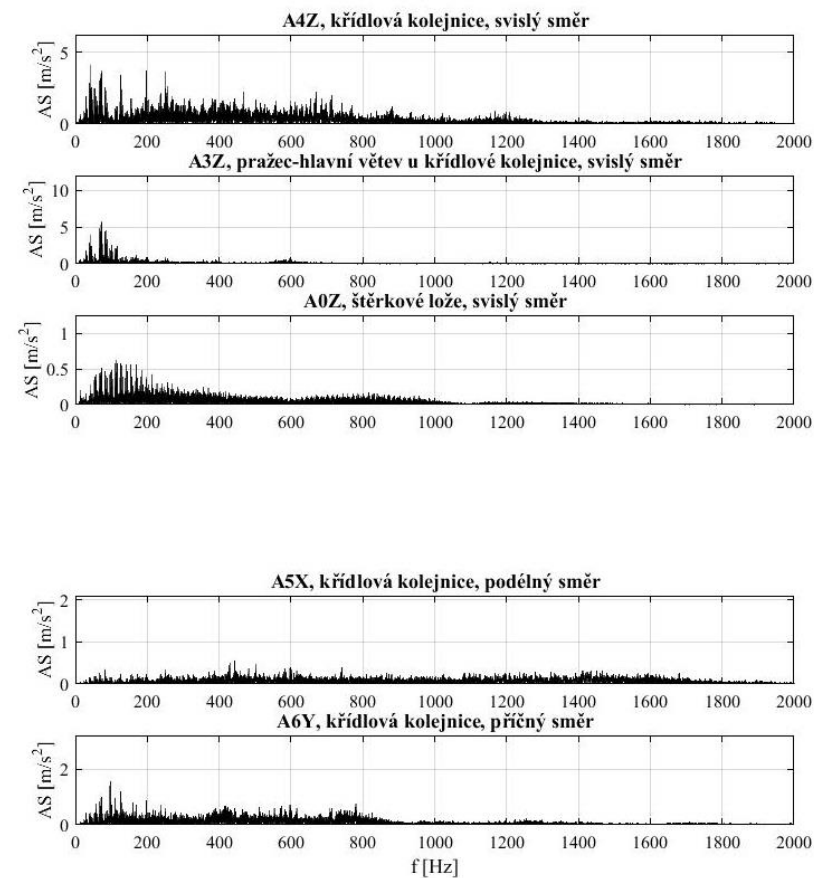 A4Z, křídlová kolejnice, svislý směr
AS [m/s²]
5
0
0 200 400 600 800 1000 1200 1400 1600 1800 2000
A3Z, pražec-hlavní větev u křídlové kolejnice, svislý směr
AS [m/s²]
10
5
0
0 200 400 600 800 1000 1200 1400 1600 1800 2000
A0Z, štěrkové lože, svislý směr
AS [m/s²]
1
0.5
0
0 200 400 600 800 1000 1200 1400 1600 1800 2000
A5X, křídlová kolejnice, podélný směr
AS [m/s²]
2
1
0
0 200 400 600 800 1000 1200 1400 1600 1800 2000
A6Y, křídlová kolejnice, příčný směr
AS [m/s²]
2
0
0 200 400 600 800 1000 1200 1400 1600 1800 2000
f [Hz]